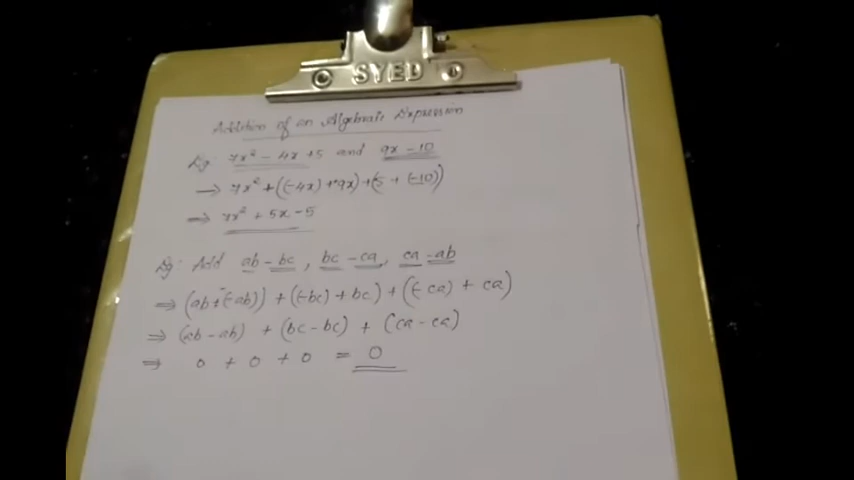 SYED
Addition of an Algebraic Expression
Eg: 7x² - 4x + 5 and 9x - 10
→ 7x² + ((-4x) + 9x) + (5 + (-10))
⇒ 7x² + 5x - 5
Eg: Add ab - bc, bc - ca, ca - ab
⇒ (ab + (-ab)) + (-bc) + bc) + ((-ca) + ca)
⇒ (ab - ab) + (bc - bc) + (ca - ca)
⇒ 0 + 0 + 0 = 0